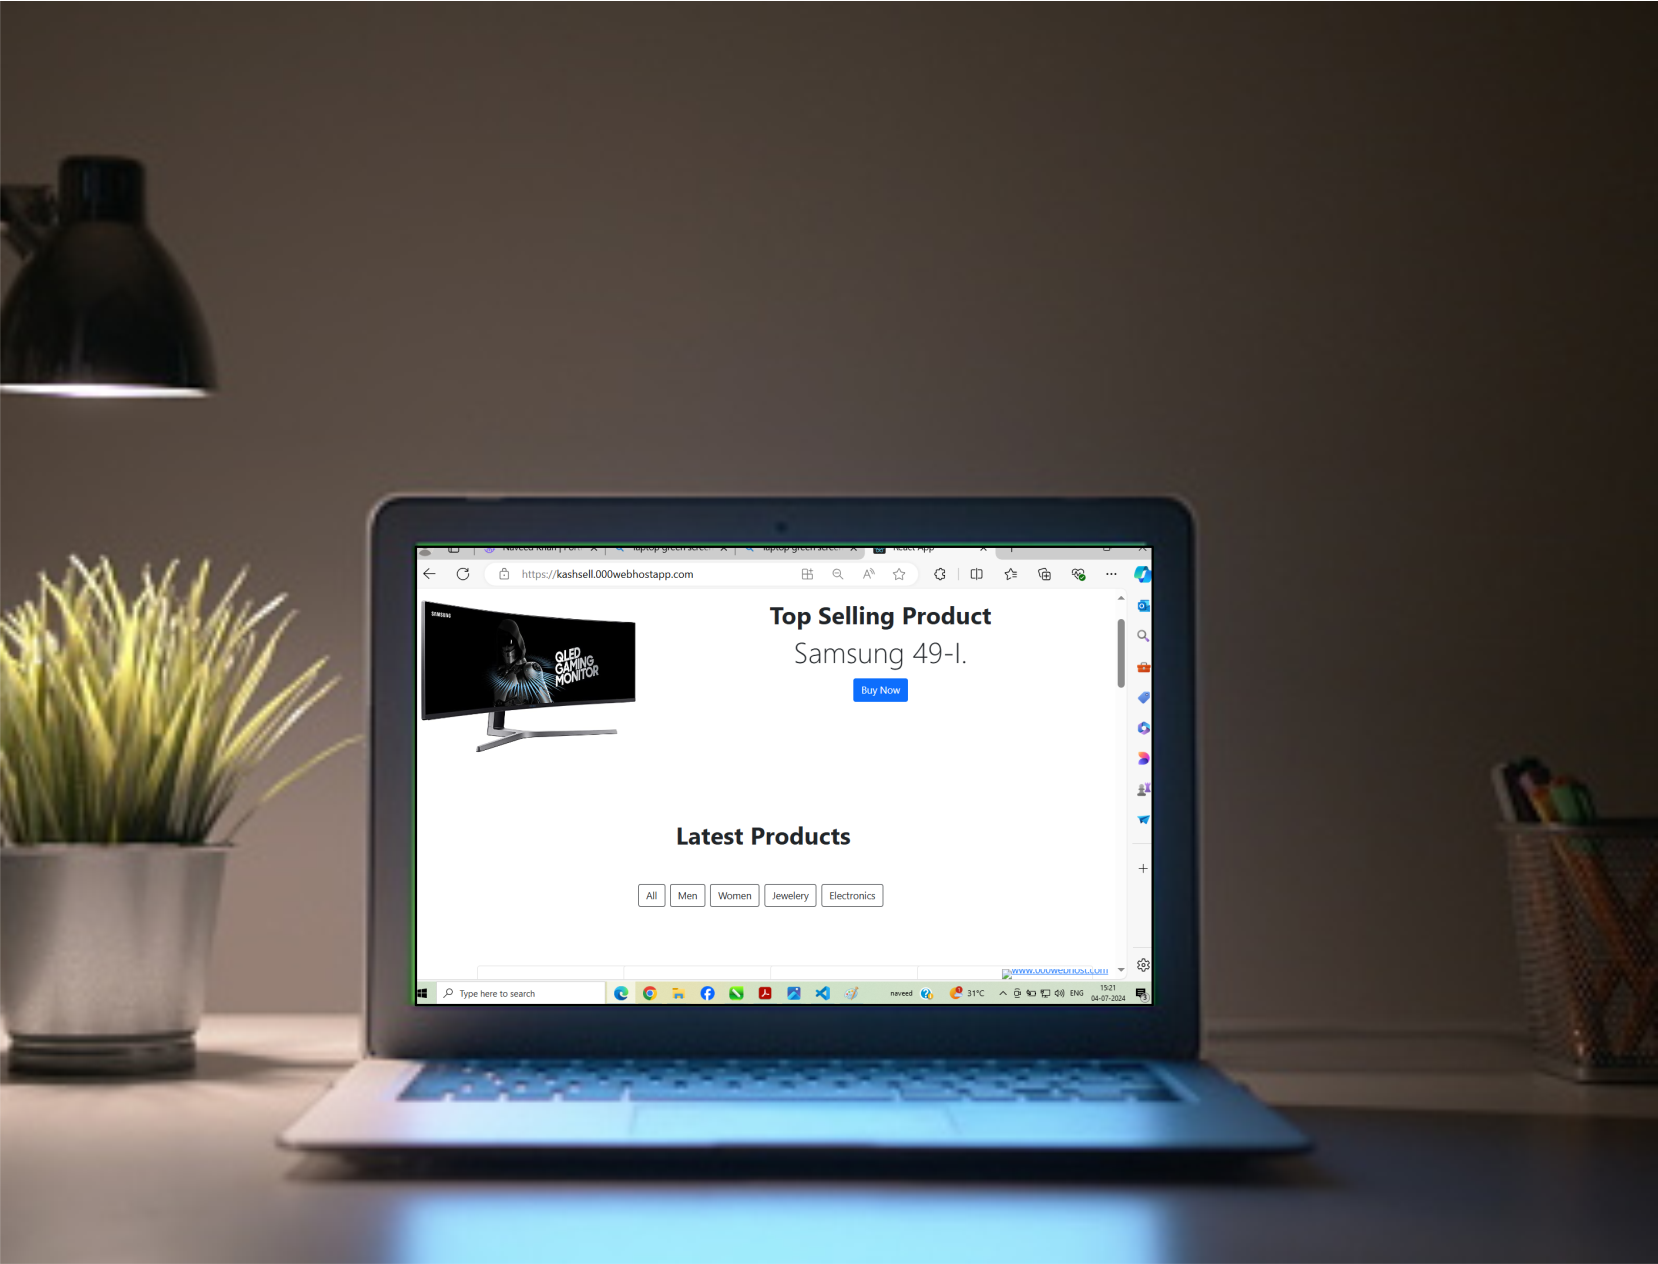 Naveed Khan | Port
laptop green scree
laptop green scree
React App
https://kashsell.000webhostapp.com
SAMSUNG
QLED
GAMING
MONITOR
Top Selling Product
Samsung 49-I.
Buy Now
Latest Products
All
Men
Women
Jewelery
Electronics
www.000webhost.com
Type here to search
naveed
31°C
ENG
15:21
04-07-2024
3